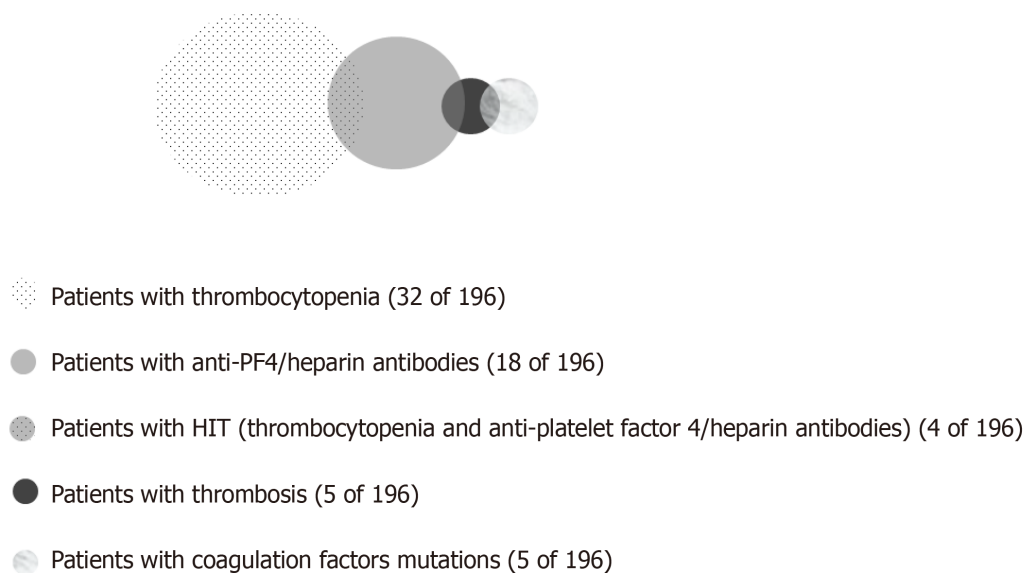 Patients with thrombocytopenia (32 of 196)
Patients with anti-PF4/heparin antibodies (18 of 196)
Patients with HIT (thrombocytopenia and anti-platelet factor 4/heparin antibodies) (4 of 196)
Patients with thrombosis (5 of 196)
Patients with coagulation factors mutations (5 of 196)